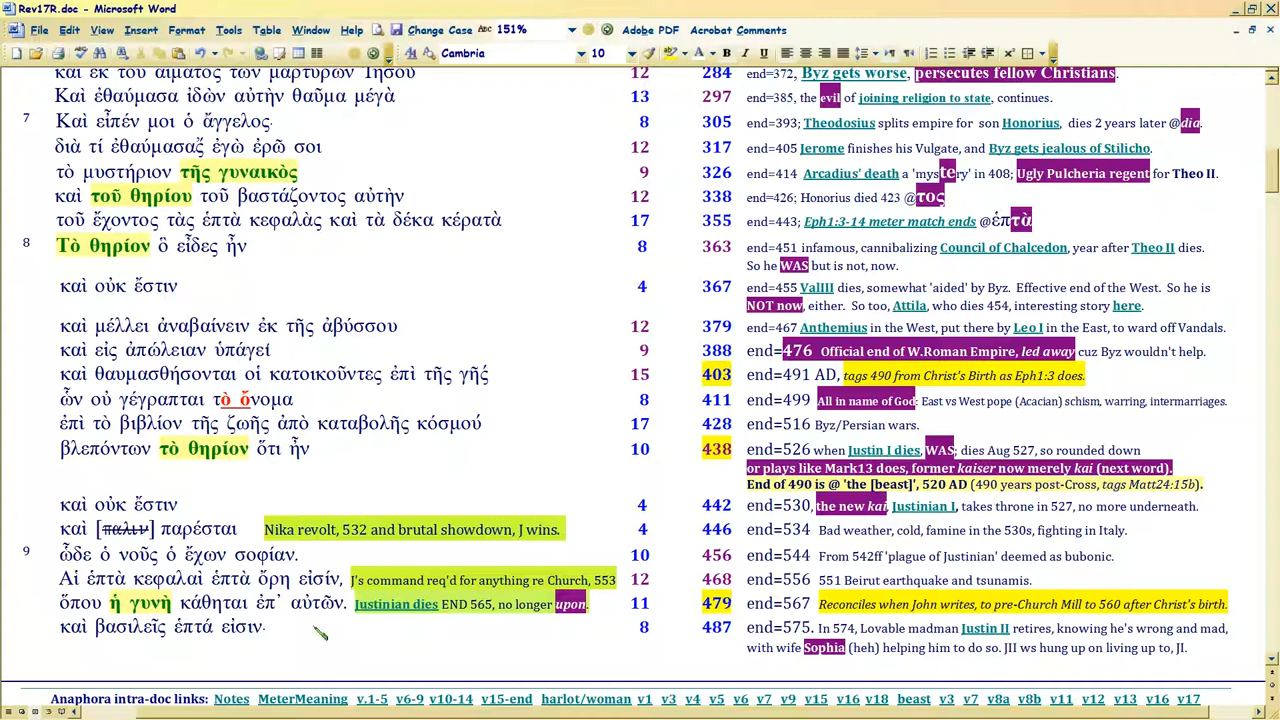 Rev17R.doc - Microsoft Word
File Edit View Insert Format Tools Table Window Help Change Case ABC 151% Adobe PDF Acrobat Comments
Cambria 10 B I U
καὶ ἐκ τοῦ αἵματος τῶν μαρτύρων Ἰησοῦ 12 284 end=372, Byz gets worse, persecutes fellow Christians.
Καὶ ἐθαύμασα ἰδὼν αὐτὴν θαῦμα μέγα 13 297 end=385, the evil of joining religion to state, continues.
7 Καὶ εἶπέν μοι ὁ ἄγγελος· 8 305 end=393; Theodosius splits empire for son Honorius, dies 2 years later @dia.
διὰ τί ἐθαύμασαξ ἐγὼ ἐρῶ σοι 12 317 end=405 Jerome finishes his Vulgate, and Byz gets jealous of Stilicho.
τὸ μυστήριον τῆς γυναικὸς 9 326 end=414 Arcadius' death a 'mystery' in 408; Ugly Pulcheria regent for Theo II.
καὶ τοῦ θηρίου τοῦ βαστάζοντος αὐτὴν 12 338 end=426; Honorius died 423 @τος
τοῦ ἔχοντος τὰς ἑπτὰ κεφαλὰς καὶ τὰ δέκα κέρατὰ 17 355 end=443; Eph1:3-14 meter match ends @ἑπτὰ
8 Τὸ θηρίον ὃ εἶδες ἦν 8 363 end=451 infamous, cannibalizing Council of Chalcedon, year after Theo II dies.
So he WAS but is not, now.
καὶ οὐκ ἔστιν 4 367 end=455 ValIII dies, somewhat 'aided' by Byz. Effective end of the West. So he is
NOT now, either. So too, Attila, who dies 454, interesting story here.
καὶ μέλλει ἀναβαίνειν ἐκ τῆς ἀβύσσου 12 379 end=467 Anthemius in the West, put there by Leo I in the East, to ward off Vandals.
καὶ εἰς ἀπώλειαν ὑπάγεί 9 388 end=476 Official end of W.Roman Empire, led away cuz Byz wouldn't help.
καὶ θαυμασθήσονται οἱ κατοικοῦντες ἐπὶ τῆς γῆς 15 403 end=491 AD, tags 490 from Christ's Birth as Eph1:3 does.
ὧν οὐ γέγραπται τὸ ὄνομα 8 411 end=499 All in name of God: East vs West pope (Acacian) schism, warring, intermarriages.
ἐπὶ τὸ βιβλίον τῆς ζωῆς ἀπὸ καταβολῆς κόσμού 17 428 end=516 Byz/Persian wars.
βλεπόντων τὸ θηρίον ὅτι ἦν 10 438 end=526 when Justin I dies, WAS; dies Aug 527, so rounded down
or plays like Mark13 does, former kaiser now merely kai (next word).
End of 490 is @ 'the [beast]', 520 AD (490 years post-Cross, tags Matt24:15b).
καὶ οὐκ ἔστιν 4 442 end=530, the new kai, Justinian I, takes throne in 527, no more underneath.
καὶ [παλιν] παρέσται Nika revolt, 532 and brutal showdown, J wins. 4 446 end=534 Bad weather, cold, famine in the 530s, fighting in Italy.
9 ὧδε ὁ νοῦς ὁ ἔχων σοφίαν. 10 456 end=544 From 542ff 'plague of Justinian' deemed as bubonic.
Αἱ ἑπτὰ κεφαλαὶ ἑπτὰ ὄρη εἰσίν, J's command req'd for anything re Church, 553 12 468 end=556 551 Beirut earthquake and tsunamis.
ὅπου ἡ γυνὴ κάθηται ἐπ᾽ αὐτῶν. Justinian dies END 565, no longer upon. 11 479 end=567 Reconciles when John writes, to pre-Church Mill to 560 after Christ's birth.
καὶ βασιλεῖς ἑπτά εἰσιν· 8 487 end=575. In 574, Lovable madman Justin II retires, knowing he's wrong and mad,
with wife Sophia (heh) helping him to do so. JII ws hung up on living up to, JI.
Anaphora intra-doc links: Notes MeterMeaning v.1-5 v6-9 v10-14 v15-end harlot/woman v1 v3 v4 v5 v6 v7 v9 v15 v16 v18 beast v3 v7 v8a v8b v11 v12 v13 v16 v17